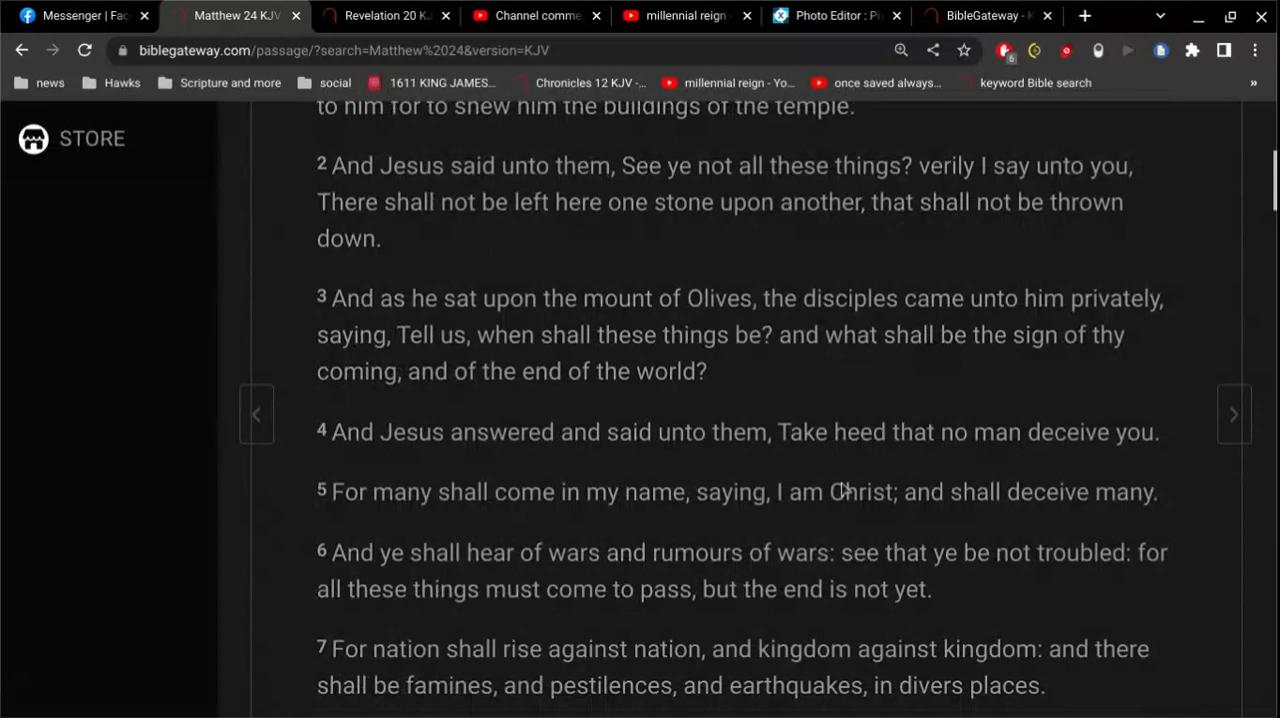 Messenger | Fac
Matthew 24 KJV
Revelation 20 KJ
Channel comme
millennial reign -
Photo Editor : Pi
BibleGateway - K
biblegateway.com/passage/?search=Matthew%2024&version=KJV
6
news
Hawks
Scripture and more
social
1611 KING JAMES...
Chronicles 12 KJV -...
millennial reign - Yo...
once saved always...
keyword Bible search
»
STORE
to him for to shew him the buildings of the temple.
2 And Jesus said unto them, See ye not all these things? verily I say unto you,
There shall not be left here one stone upon another, that shall not be thrown
down.
3 And as he sat upon the mount of Olives, the disciples came unto him privately,
saying, Tell us, when shall these things be? and what shall be the sign of thy
coming, and of the end of the world?
4 And Jesus answered and said unto them, Take heed that no man deceive you.
5 For many shall come in my name, saying, I am Christ; and shall deceive many.
6 And ye shall hear of wars and rumours of wars: see that ye be not troubled: for
all these things must come to pass, but the end is not yet.
7 For nation shall rise against nation, and kingdom against kingdom: and there
shall be famines, and pestilences, and earthquakes, in divers places.